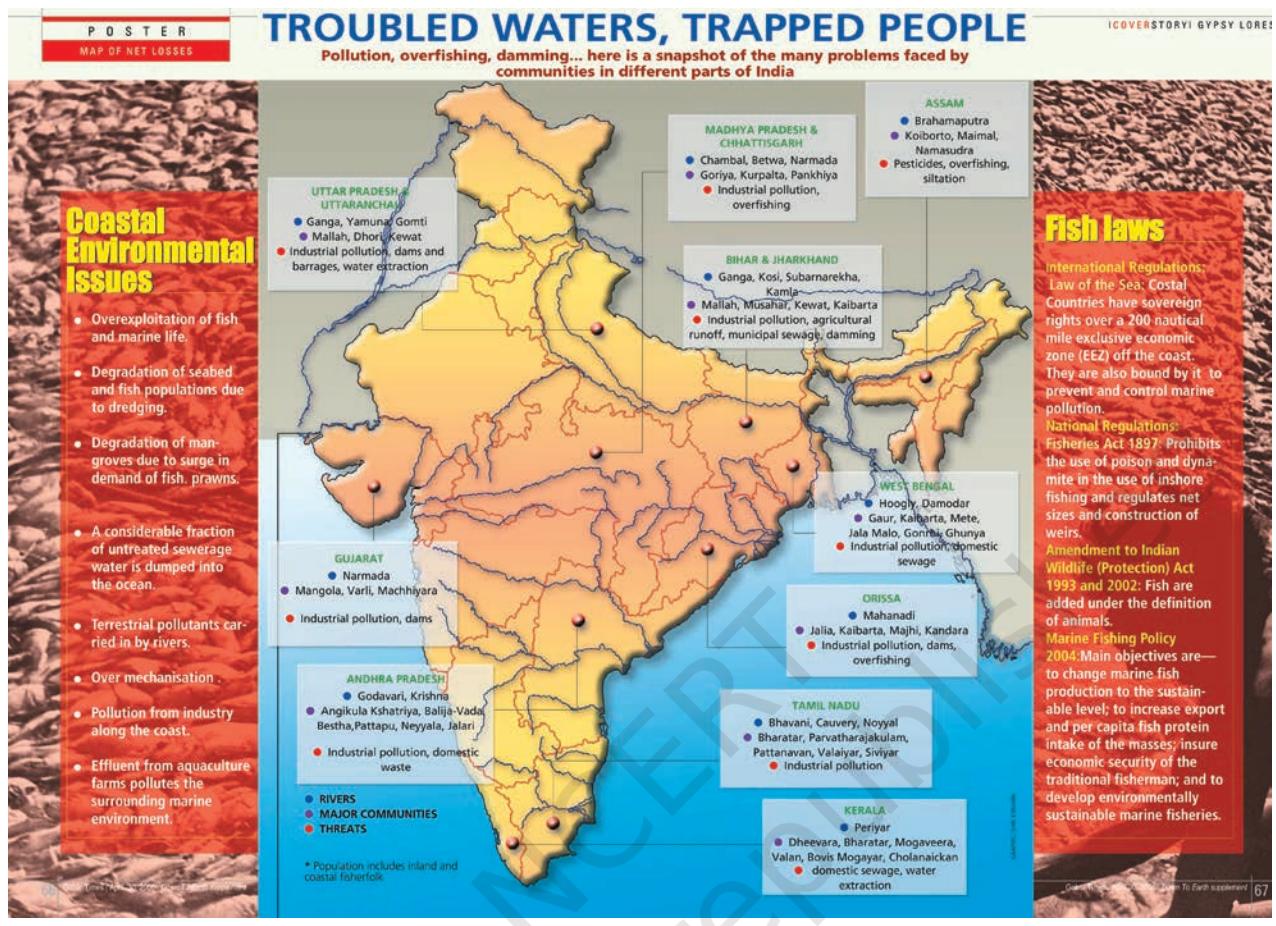 POSTER
MAP OF NET LOSSES
TROUBLED WATERS, TRAPPED PEOPLE
Pollution, overfishing, damming... here is a snapshot of the many problems faced by
communities in different parts of India
|COVERSTORY| GYPSY LORES
Coastal
Environmental
Issues
• Overexploitation of fish
and marine life.
• Degradation of seabed
and fish populations due
to dredging.
• Degradation of man-
groves due to surge in
demand of fish. prawns.
• A considerable fraction
of untreated sewerage
water is dumped into
the ocean.
• Terrestrial pollutants car-
ried in by rivers.
• Over mechanisation .
• Pollution from industry
along the coast.
• Effluent from aquaculture
farms pollutes the
surrounding marine
environment.
UTTAR PRADESH &
UTTARANCHAL
Ganga, Yamuna, Gomti
Mallah, Dhori, Kewat
Industrial pollution, dams and
barrages, water extraction
MADHYA PRADESH &
CHHATTISGARH
Chambal, Betwa, Narmada
Goriya, Kurpalta, Pankhiya
Industrial pollution,
overfishing
ASSAM
Brahamaputra
Koiborto, Maimal,
Namasudra
Pesticides, overfishing,
siltation
BIHAR & JHARKHAND
Ganga, Kosi, Subarnarekha,
Kamla
Mallah, Musahar, Kewat, Kaibarta
Industrial pollution, agricultural
runoff, municipal sewage, damming
WEST BENGAL
Hoogly, Damodar
Gaur, Kaibarta, Mete,
Jala Malo, Gonrhi, Ghunya
Industrial pollution, domestic
sewage
GUJARAT
Narmada
Mangola, Varli, Machhiyara
Industrial pollution, dams
ORISSA
Mahanadi
Jalia, Kaibarta, Majhi, Kandara
Industrial pollution, dams,
overfishing
ANDHRA PRADESH
Godavari, Krishna
Angikula Kshatriya, Balija-Vada
Bestha,Pattapu, Neyyala, Jalari
Industrial pollution, domestic
waste
TAMIL NADU
Bhavani, Cauvery, Noyyal
Bharatar, Parvatharajakulam,
Pattanavan, Valaiyar, Siviyar
Industrial pollution
KERALA
Periyar
Dheevara, Bharatar, Mogaveera,
Valan, Bovis Mogayar, Cholanaickan
domestic sewage, water
extraction
RIVERS
MAJOR COMMUNITIES
THREATS
* Population includes inland and
coastal fisherfolk
Fish laws
International Regulations:
Law of the Sea: Costal
Countries have sovereign
rights over a 200 nautical
mile exclusive economic
zone (EEZ) off the coast.
They are also bound by it to
prevent and control marine
pollution.
National Regulations:
Fisheries Act 1897: Prohibits
the use of poison and dyna-
mite in the use of inshore
fishing and regulates net
sizes and construction of
weirs.
Amendment to Indian
Wildlife (Protection) Act
1993 and 2002: Fish are
added under the definition
of animals.
Marine Fishing Policy
2004:Main objectives are—
to change marine fish
production to the sustain-
able level; to increase export
and per capita fish protein
intake of the masses; insure
economic security of the
traditional fisherman; and to
develop environmentally
sustainable marine fisheries.
Down To Earth supplement 67
NCERT